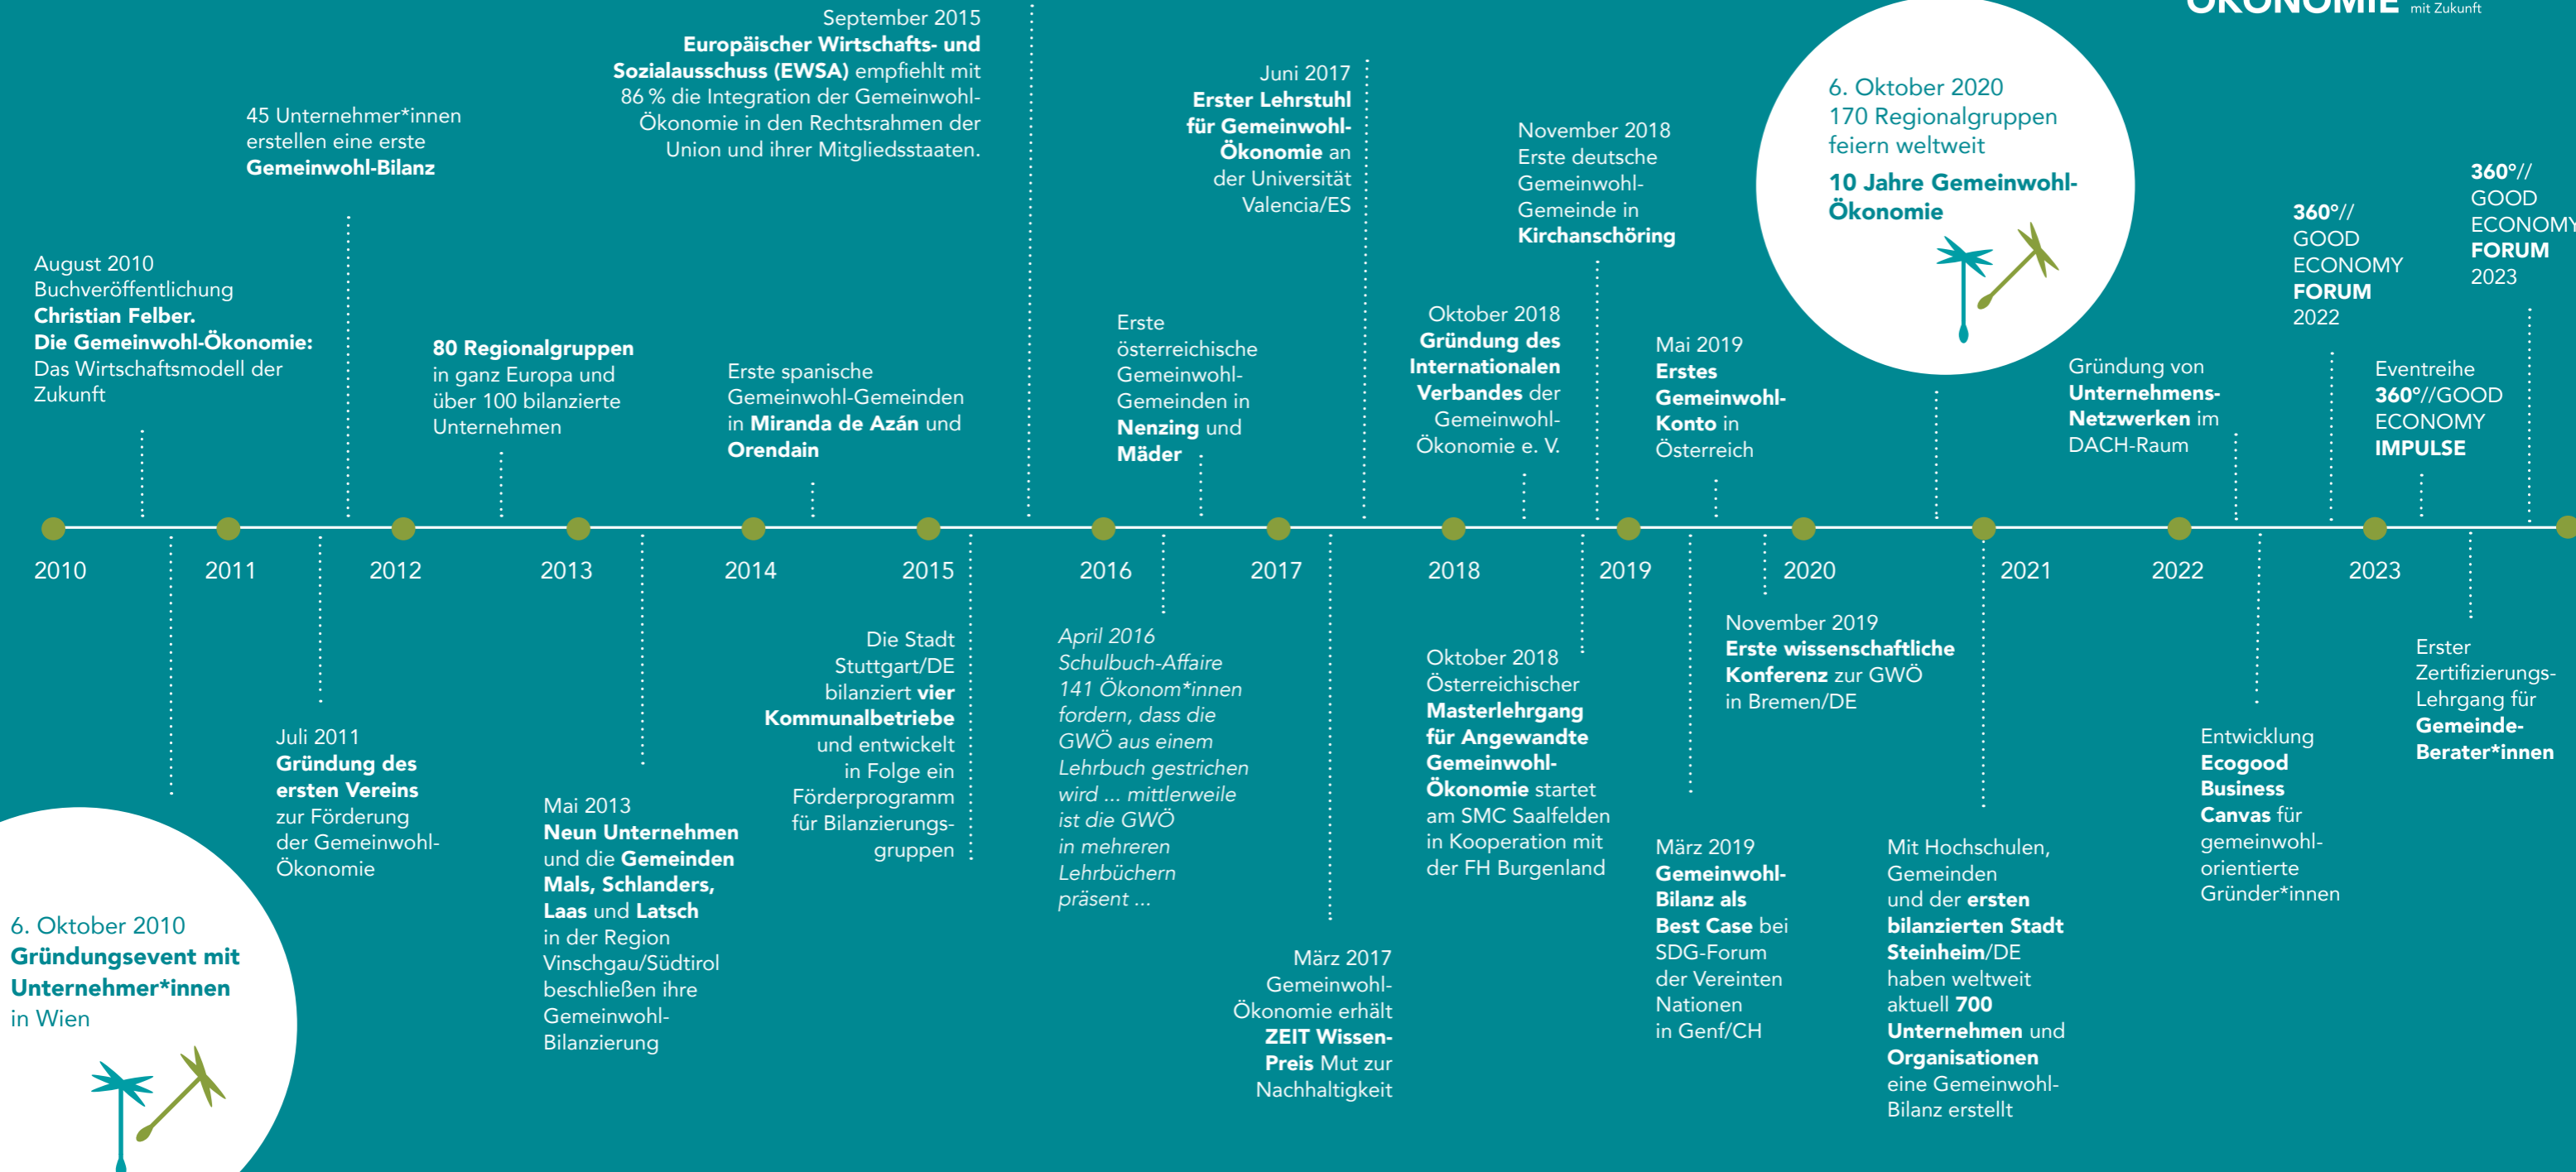 ÖKONOMIE mit Zukunft
August 2010
Buchveröffentlichung
Christian Felber.
Die Gemeinwohl-Ökonomie:
Das Wirtschaftsmodell der
Zukunft
45 Unternehmer*innen
erstellen eine erste
Gemeinwohl-Bilanz
80 Regionalgruppen
in ganz Europa und
über 100 bilanzierte
Unternehmen
September 2015
Europäischer Wirtschafts- und
Sozialausschuss (EWSA) empfiehlt mit
86 % die Integration der Gemeinwohl-
Ökonomie in den Rechtsrahmen der
Union und ihrer Mitgliedsstaaten.
Erste spanische
Gemeinwohl-Gemeinden
in Miranda de Azán und
Orendain
Erste
österreichische
Gemeinwohl-
Gemeinden in
Nenzing und
Mäder
Juni 2017
Erster Lehrstuhl
für Gemeinwohl-
Ökonomie an
der Universität
Valencia/ES
Oktober 2018
Gründung des
Internationalen
Verbandes der
Gemeinwohl-
Ökonomie e. V.
November 2018
Erste deutsche
Gemeinwohl-
Gemeinde in
Kirchanschöring
Mai 2019
Erstes
Gemeinwohl-
Konto in
Österreich
6. Oktober 2020
170 Regionalgruppen
feiern weltweit
10 Jahre Gemeinwohl-
Ökonomie
Gründung von
Unternehmens-
Netzwerken im
DACH-Raum
360°//
GOOD
ECONOMY
FORUM
2022
Eventreihe
360°//GOOD
ECONOMY
IMPULSE
360°//
GOOD
ECONOMY
FORUM
2023
2010 2011 2012 2013 2014 2015 2016 2017 2018 2019 2020 2021 2022 2023
6. Oktober 2010
Gründungsevent mit
Unternehmer*innen
in Wien
Juli 2011
Gründung des
ersten Vereins
zur Förderung
der Gemeinwohl-
Ökonomie
Mai 2013
Neun Unternehmen
und die Gemeinden
Mals, Schlanders,
Laas und Latsch
in der Region
Vinschgau/Südtirol
beschließen ihre
Gemeinwohl-
Bilanzierung
Die Stadt
Stuttgart/DE
bilanziert vier
Kommunalbetriebe
und entwickelt
in Folge ein
Förderprogramm
für Bilanzierungs-
gruppen
April 2016
Schulbuch-Affaire
141 Ökonom*innen
fordern, dass die
GWÖ aus einem
Lehrbuch gestrichen
wird ... mittlerweile
ist die GWÖ
in mehreren
Lehrbüchern
präsent ...
März 2017
Gemeinwohl-
Ökonomie erhält
ZEIT Wissen-
Preis Mut zur
Nachhaltigkeit
Oktober 2018
Österreichischer
Masterlehrgang
für Angewandte
Gemeinwohl-
Ökonomie startet
am SMC Saalfelden
in Kooperation mit
der FH Burgenland
März 2019
Gemeinwohl-
Bilanz als
Best Case bei
SDG-Forum
der Vereinten
Nationen
in Genf/CH
November 2019
Erste wissenschaftliche
Konferenz zur GWÖ
in Bremen/DE
Mit Hochschulen,
Gemeinden
und der ersten
bilanzierten Stadt
Steinheim/DE
haben weltweit
aktuell 700
Unternehmen und
Organisationen
eine Gemeinwohl-
Bilanz erstellt
Entwicklung
Ecogood
Business
Canvas für
gemeinwohl-
orientierte
Gründer*innen
Erster
Zertifizierungs-
Lehrgang für
Gemeinde-
Berater*innen